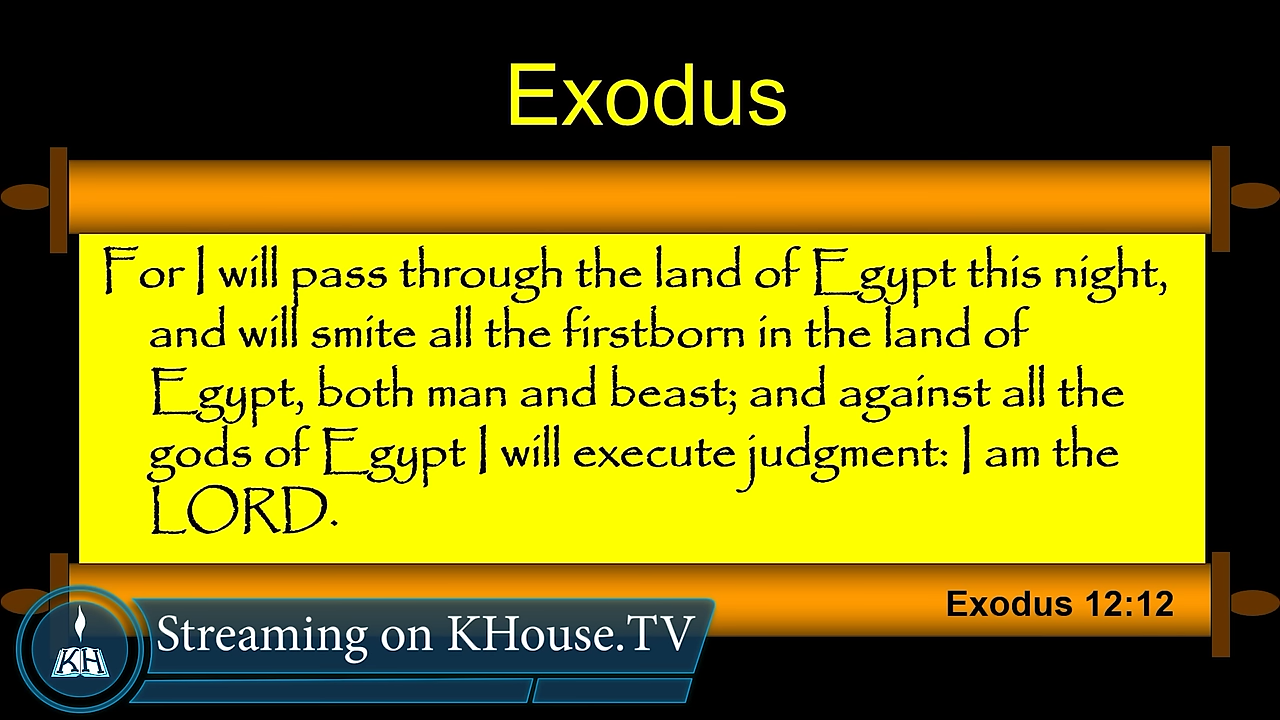 Exodus
For I will pass through the land of Egypt this night,
and will smite all the firstborn in the land of
Egypt, both man and beast; and against all the
gods of Egypt I will execute judgment: I am the
LORD.
Exodus 12:12
Streaming on KHouse.TV
KH